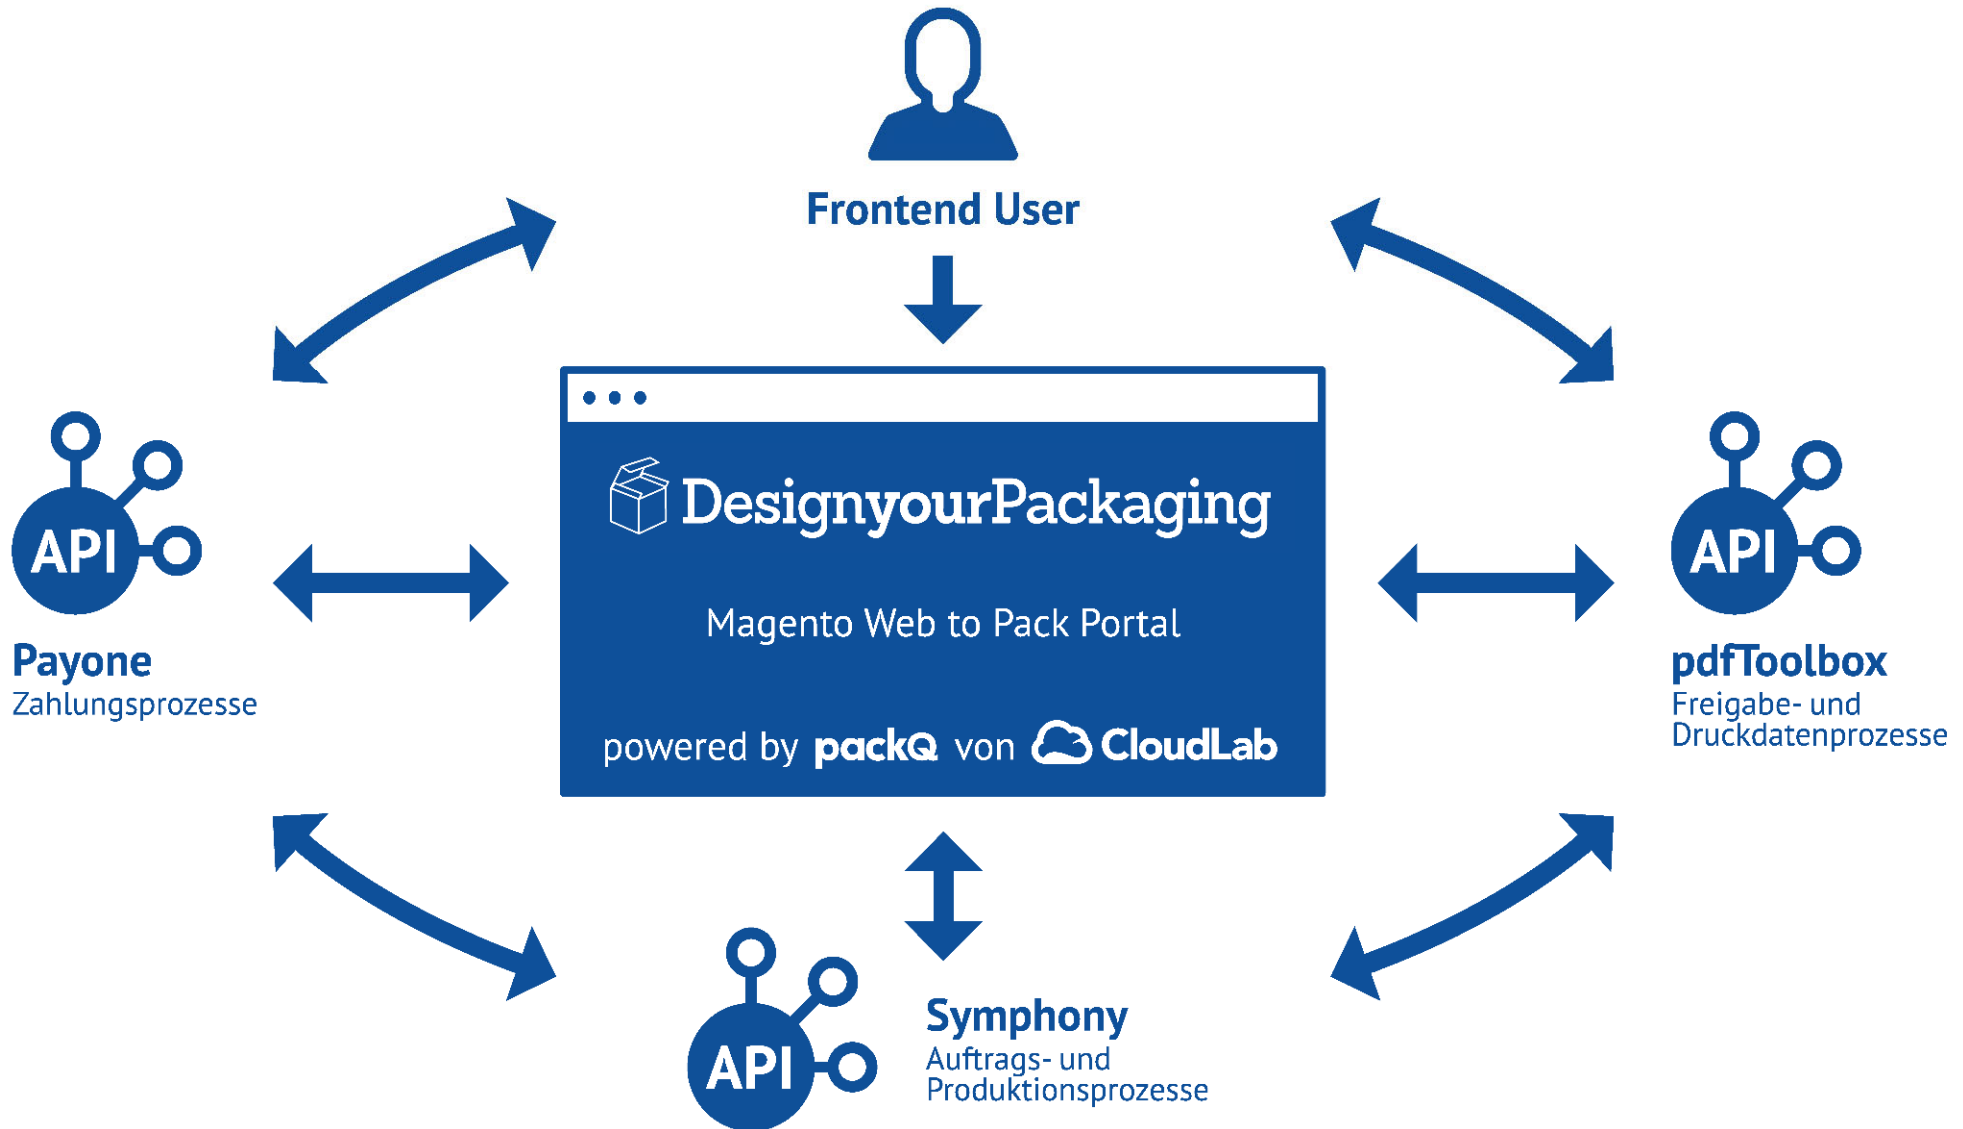 Frontend User
DesignyourPackaging
Magento Web to Pack Portal
powered by packQ von CloudLab
API
Payone
Zahlungsprozesse
API
pdfToolbox
Freigabe- und
Druckdatenprozesse
API
Symphony
Auftrags- und
Produktionsprozesse